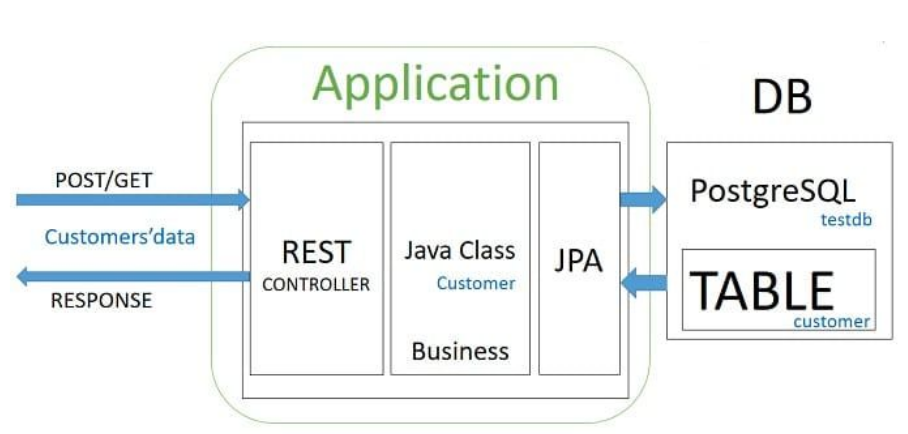 Application
DB
POST/GET
Customers'data
RESPONSE
REST
CONTROLLER
Java Class
Customer
Business
JPA
PostgreSQL
testdb
TABLE
customer